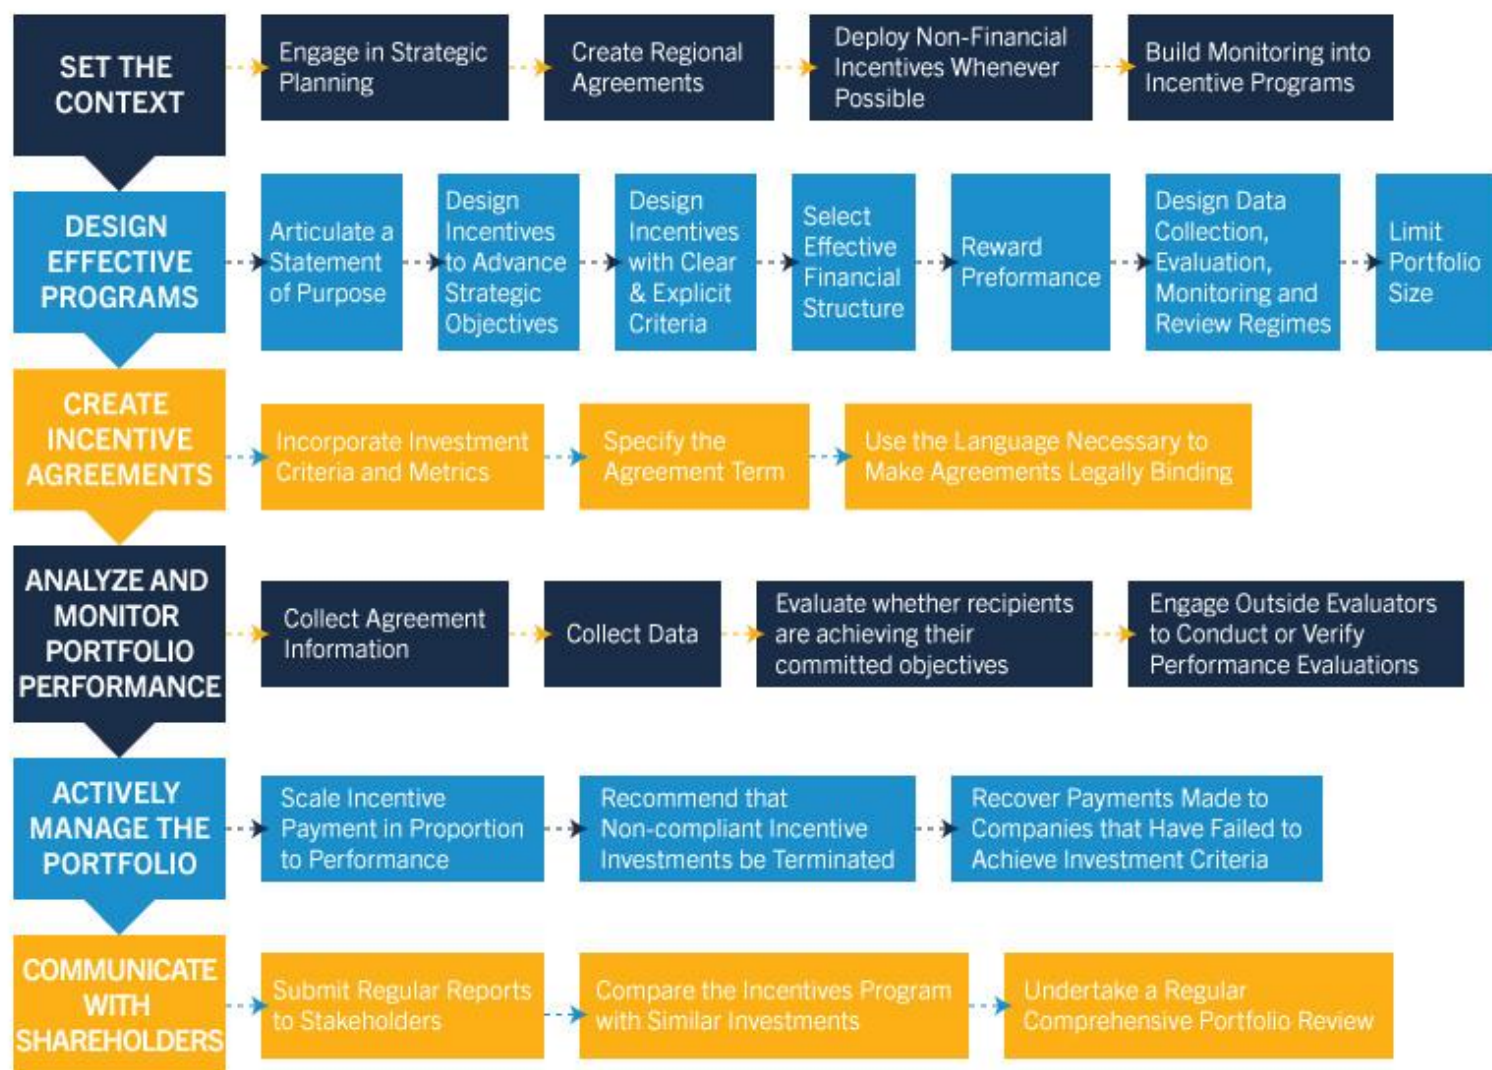 SET THE
CONTEXT
Engage in Strategic
Planning
Create Regional
Agreements
Deploy Non-Financial
Incentives Whenever
Possible
Build Monitoring into
Incentive Programs
DESIGN
EFFECTIVE
PROGRAMS
Articulate a
Statement
of Purpose
Design
Incentives
to Advance
Strategic
Objectives
Design
Incentives
with Clear
& Explicit
Criteria
Select
Effective
Financial
Structure
Reward
Preformance
Design Data
Collection,
Evaluation,
Monitoring and
Review Regimes
Limit
Portfolio
Size
CREATE
INCENTIVE
AGREEMENTS
Incorporate Investment
Criteria and Metrics
Specify the
Agreement Term
Use the Language Necessary to
Make Agreements Legally Binding
ANALYZE AND
MONITOR
PORTFOLIO
PERFORMANCE
Collect Agreement
Information
Collect Data
Evaluate whether recipients
are achieving their
committed objectives
Engage Outside Evaluators
to Conduct or Verify
Performance Evaluations
ACTIVELY
MANAGE THE
PORTFOLIO
Scale Incentive
Payment in Proportion
to Performance
Recommend that
Non-compliant Incentive
Investments be Terminated
Recover Payments Made to
Companies that Have Failed to
Achieve Investment Criteria
COMMUNICATE
WITH
SHAREHOLDERS
Submit Regular Reports
to Stakeholders
Compare the Incentives Program
with Similar Investments
Undertake a Regular
Comprehensive Portfolio Review